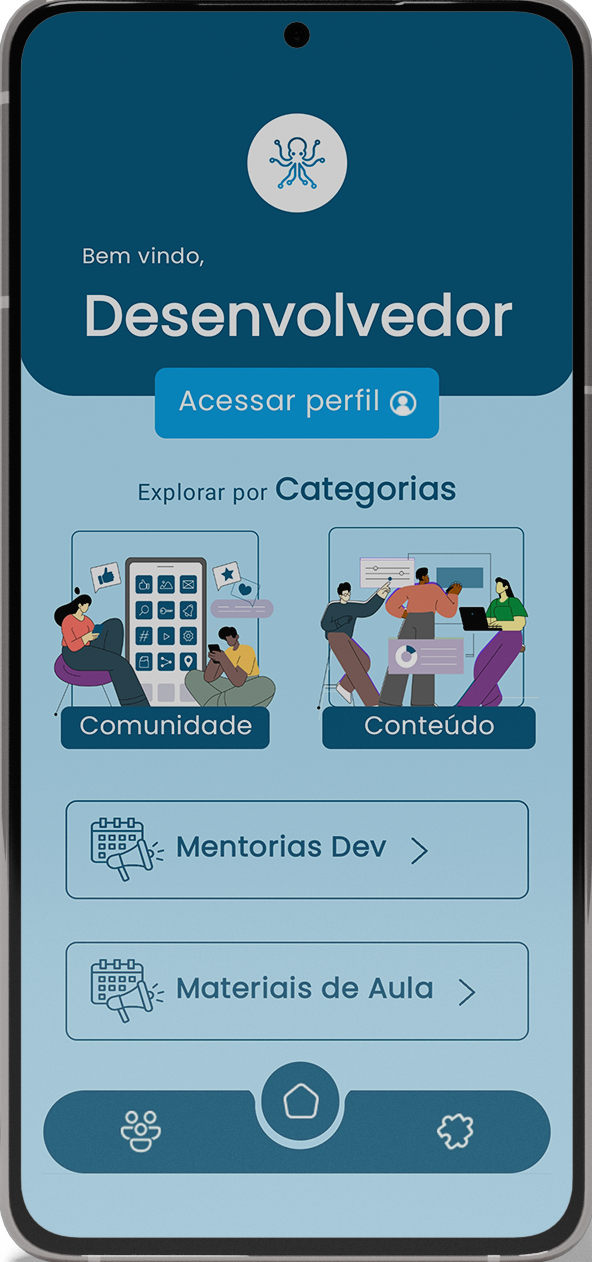 Bem vindo,
Desenvolvedor
Acessar perfil
Explorar por Categorias
Comunidade
Conteúdo
Mentorias Dev
Materiais de Aula